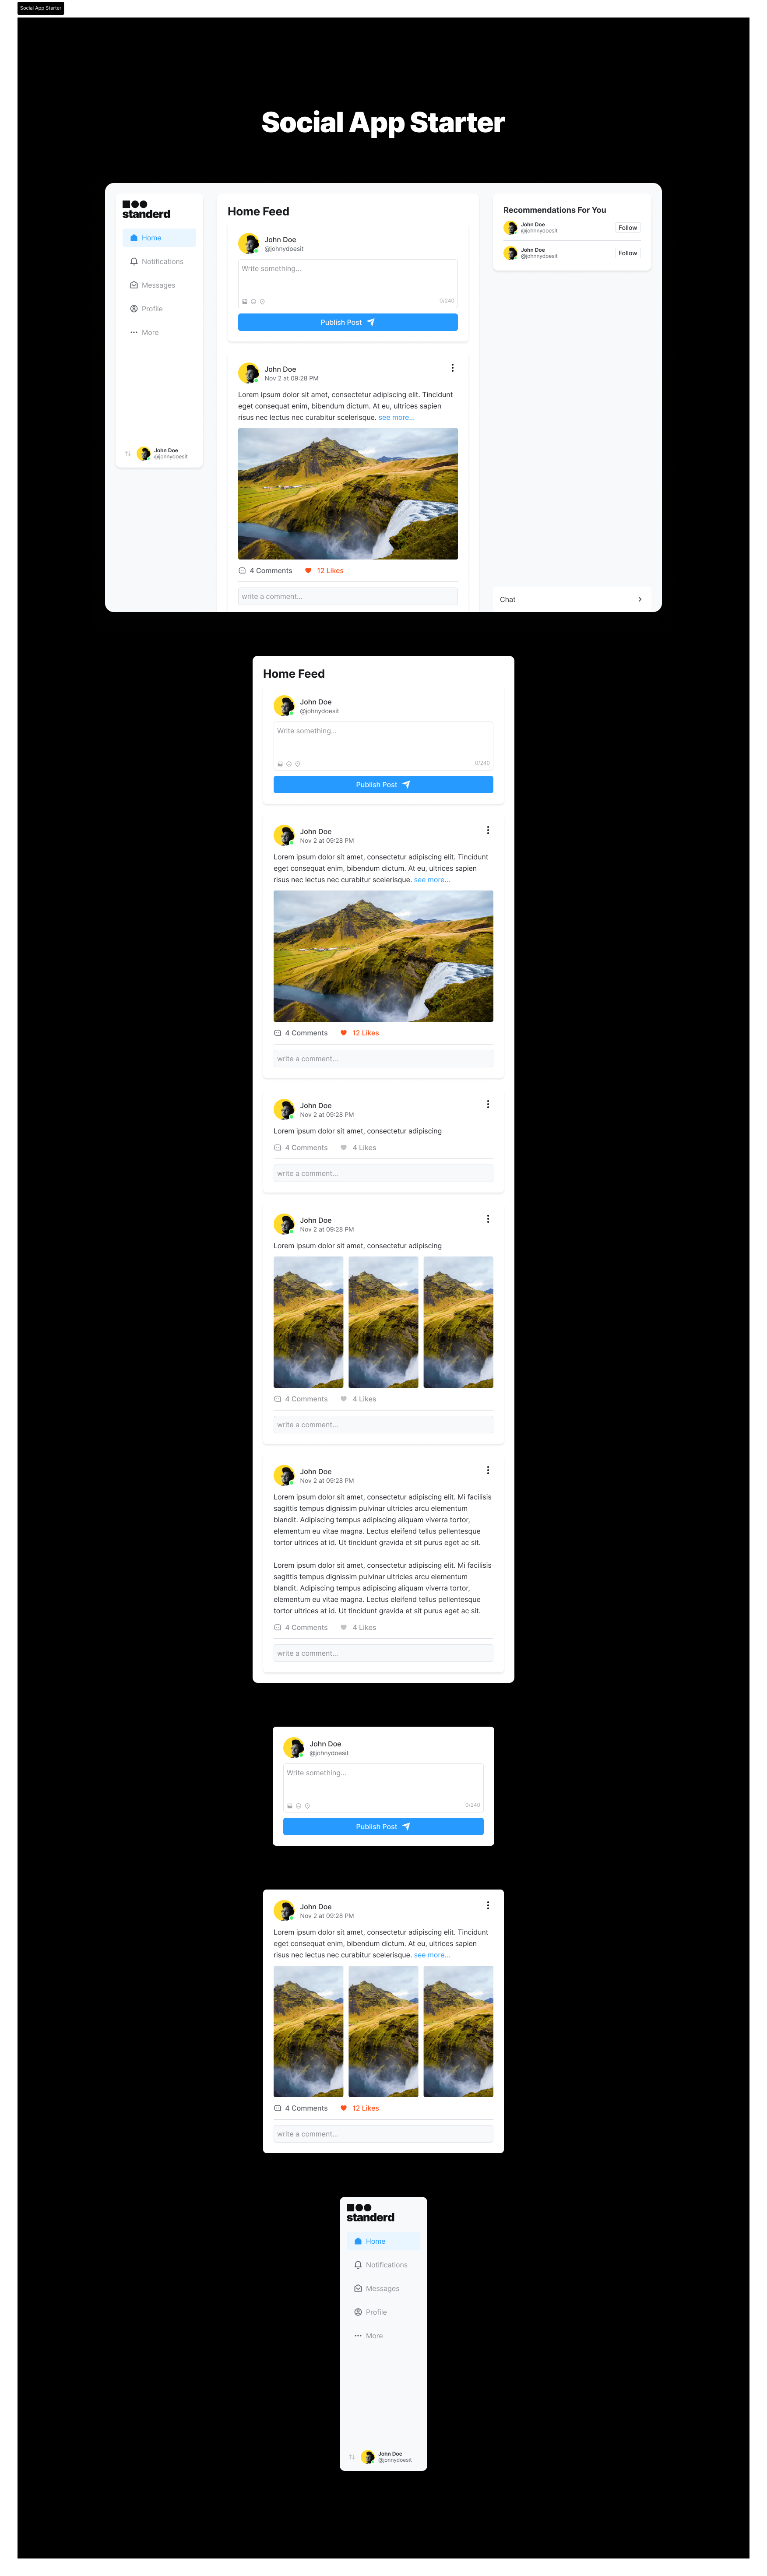 Social App Starter
Social App Starter
standerd
Home
Notifications
Messages
Profile
More
John Doe
@jonnydoesit
Home Feed
John Doe
@johnydoesit
Write something...
0/240
Publish Post
John Doe
Nov 2 at 09:28 PM
Lorem ipsum dolor sit amet, consectetur adipiscing elit. Tincidunt
eget consequat enim, bibendum dictum. At eu, ultrices sapien
risus nec lectus nec curabitur scelerisque. see more...
4 Comments 12 Likes
write a comment...
Recommendations For You
John Doe
@johnnydoesit
Follow
John Doe
@johnnydoesit
Follow
Chat
Home Feed
John Doe
@johnydoesit
Write something...
0/240
Publish Post
John Doe
Nov 2 at 09:28 PM
Lorem ipsum dolor sit amet, consectetur adipiscing elit. Tincidunt
eget consequat enim, bibendum dictum. At eu, ultrices sapien
risus nec lectus nec curabitur scelerisque. see more...
4 Comments 12 Likes
write a comment...
John Doe
Nov 2 at 09:28 PM
Lorem ipsum dolor sit amet, consectetur adipiscing
4 Comments 4 Likes
write a comment...
John Doe
Nov 2 at 09:28 PM
Lorem ipsum dolor sit amet, consectetur adipiscing
4 Comments 4 Likes
write a comment...
John Doe
Nov 2 at 09:28 PM
Lorem ipsum dolor sit amet, consectetur adipiscing elit. Mi facilisis
sagittis tempus dignissim pulvinar ultricies arcu elementum
blandit. Adipiscing tempus adipiscing aliquam viverra tortor,
elementum eu vitae magna. Lectus eleifend tellus pellentesque
tortor ultrices at id. Ut tincidunt gravida et sit purus eget ac sit.
Lorem ipsum dolor sit amet, consectetur adipiscing elit. Mi facilisis
sagittis tempus dignissim pulvinar ultricies arcu elementum
blandit. Adipiscing tempus adipiscing aliquam viverra tortor,
elementum eu vitae magna. Lectus eleifend tellus pellentesque
tortor ultrices at id. Ut tincidunt gravida et sit purus eget ac sit.
4 Comments 4 Likes
write a comment...
John Doe
@johnydoesit
Write something...
0/240
Publish Post
John Doe
Nov 2 at 09:28 PM
Lorem ipsum dolor sit amet, consectetur adipiscing elit. Tincidunt
eget consequat enim, bibendum dictum. At eu, ultrices sapien
risus nec lectus nec curabitur scelerisque. see more...
4 Comments 12 Likes
write a comment...
standerd
Home
Notifications
Messages
Profile
More
John Doe
@jonnydoesit